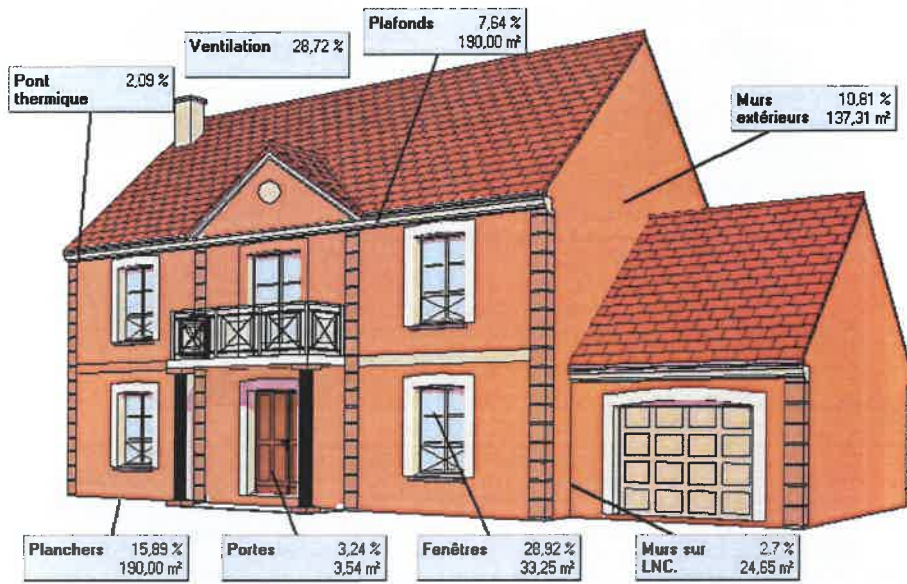 Plafonds 7,64 %
190,00 m²
Ventilation 28,72 %
Pont 2,09 %
thermique
Murs 10,81 %
extérieurs 137,31 m²
Planchers 15,89 %
190,00 m²
Portes 3,24 %
3,54 m²
Fenêtres 28,92 %
33,25 m²
Murs sur 2,7 %
LNC. 24,65 m²